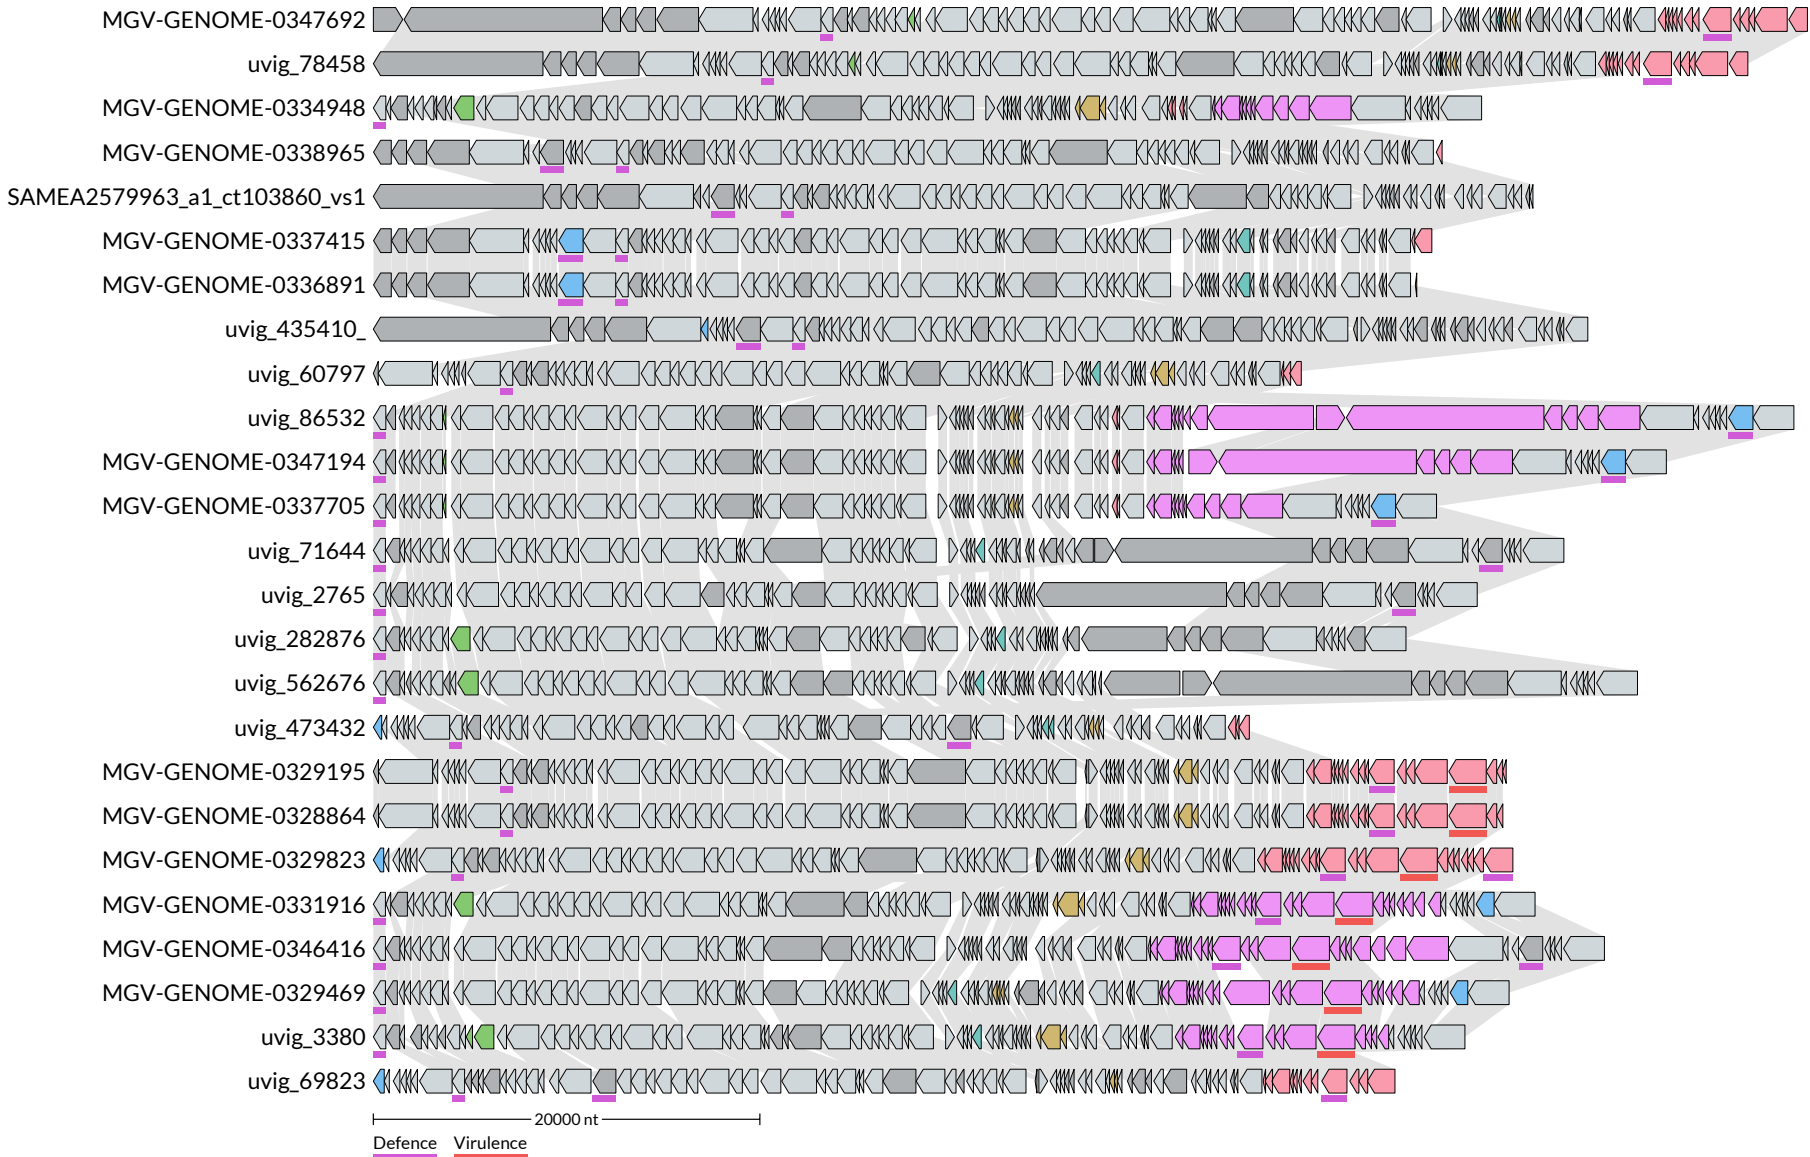 MGV-GENOME-0347692
uvig_78458
MGV-GENOME-0334948
MGV-GENOME-0338965
SAMEA2579963_a1_ct103860_vs1
MGV-GENOME-0337415
MGV-GENOME-0336891
uvig_435410_
uvig_60797
uvig_86532
MGV-GENOME-0347194
MGV-GENOME-0337705
uvig_71644
uvig_2765
uvig_282876
uvig_562676
uvig_473432
MGV-GENOME-0329195
MGV-GENOME-0328864
MGV-GENOME-0329823
MGV-GENOME-0331916
MGV-GENOME-0346416
MGV-GENOME-0329469
uvig_3380
uvig_69823
20000 nt
Defence Virulence